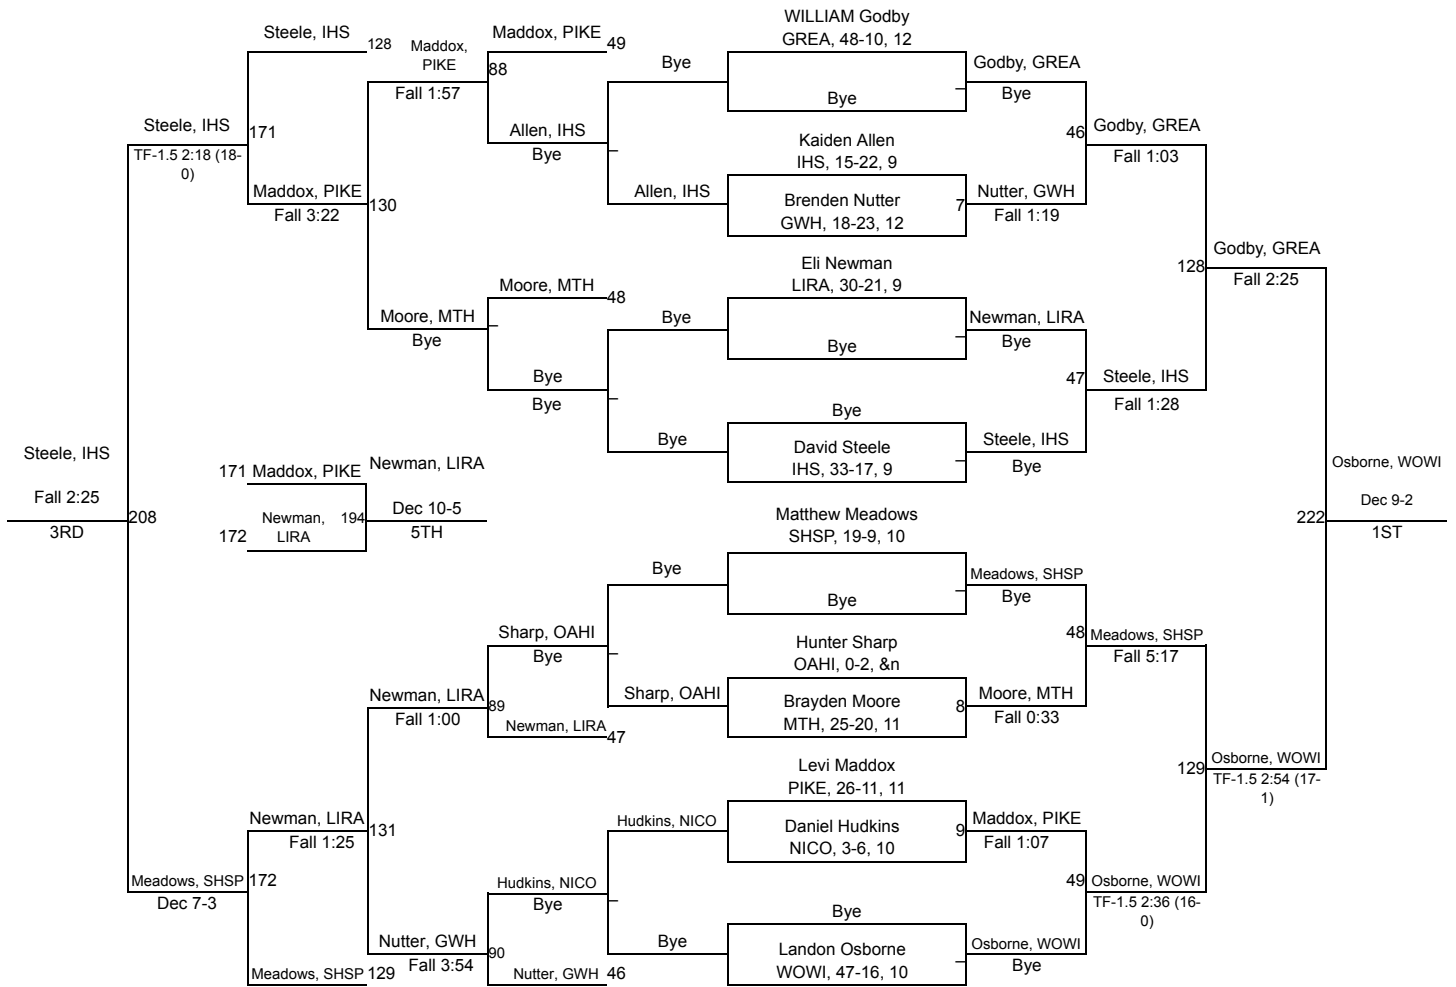 WILLIAM Godby
GREA, 48-10, 12
Steele, IHS
128
Maddox,
PIKE
Maddox, PIKE
49
88
Bye
Godby, GREA
Fall 1:57
Bye
–
Bye
Steele, IHS
171
Allen, IHS
Kaiden Allen
46
Godby, GREA
TF-1.5 2:18 (18-
0)
Bye
–
IHS, 15-22, 9
Fall 1:03
Maddox, PIKE
130
Allen, IHS
Brenden Nutter
7
Nutter, GWH
Fall 3:22
GWH, 18-23, 12
Fall 1:19
Godby, GREA
Eli Newman
128
Moore, MTH
48
LIRA, 30-21, 9
Fall 2:25
Moore, MTH
–
Bye
Newman, LIRA
Bye
Bye
–
Bye
Bye
47
Steele, IHS
Bye
–
Fall 1:28
Bye
Bye
David Steele
Steele, IHS
Steele, IHS
IHS, 33-17, 9
–
Bye
171
Maddox, PIKE
Newman, LIRA
Osborne, WOWI
Fall 2:25
Dec 10-5
Dec 9-2
208
Newman,
LIRA
194
222
3RD
172
5TH
1ST
Matthew Meadows
SHSP, 19-9, 10
Bye
Meadows, SHSP
Bye
–
Bye
Sharp, OAHI
48
Meadows, SHSP
Bye
–
Hunter Sharp
Fall 5:17
OAHI, 0-2, &n
Newman, LIRA
89
Sharp, OAHI
Brayden Moore
8
Moore, MTH
Fall 1:00
Newman, LIRA
47
MTH, 25-20, 11
Fall 0:33
Levi Maddox
129
Osborne, WOWI
PIKE, 26-11, 11
TF-1.5 2:54 (17-
1)
Newman, LIRA
131
Hudkins, NICO
Daniel Hudkins
9
Maddox, PIKE
Fall 1:25
NICO, 3-6, 10
Fall 1:07
Meadows, SHSP
172
Hudkins, NICO
49
Osborne, WOWI
Dec 7-3
Bye
–
Bye
TF-1.5 2:36 (16-
0)
Nutter, GWH
90
Bye
Landon Osborne
Osborne, WOWI
Fall 3:54
WOWI, 47-16, 10
–
Bye
Meadows, SHSP
129
Nutter, GWH
46